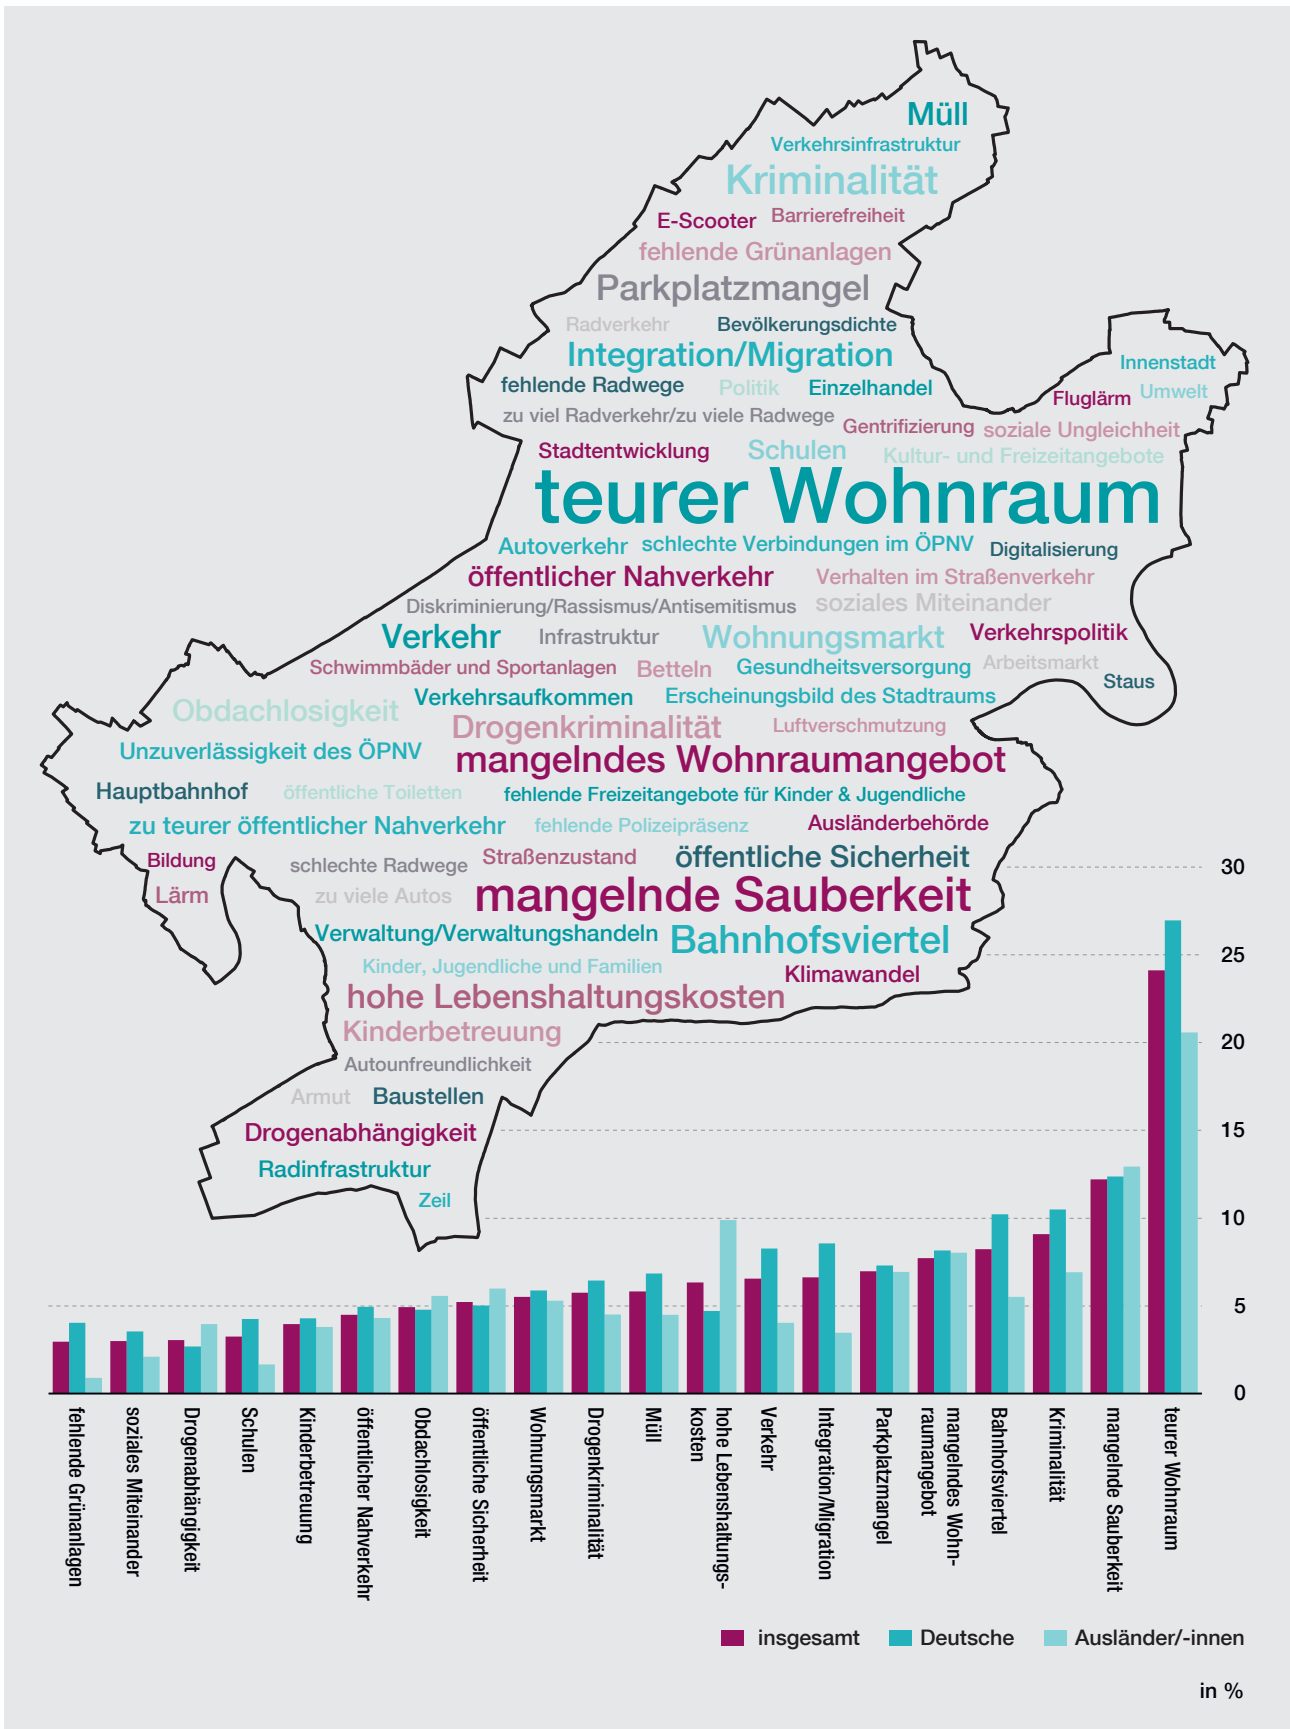 Müll
Verkehrsinfrastruktur
Kriminalität
E-Scooter Barrierefreiheit
fehlende Grünanlagen
Parkplatzmangel
Radverkehr Bevölkerungsdichte
Integration/Migration
Innenstadt
fehlende Radwege Politik Einzelhandel
Fluglärm Umwelt
zu viel Radverkehr/zu viele Radwege Gentrifizierung soziale Ungleichheit
Stadtentwicklung Schulen Kultur- und Freizeitangebote
teurer Wohnraum
Autoverkehr schlechte Verbindungen im ÖPNV Digitalisierung
öffentlicher Nahverkehr Verhalten im Straßenverkehr
Diskriminierung/Rassismus/Antisemitismus soziales Miteinander
Verkehr Infrastruktur Wohnungsmarkt Verkehrspolitik
Schwimmbäder und Sportanlagen Betteln Gesundheitsversorgung Arbeitsmarkt
Staus
Obdachlosigkeit Verkehrsaufkommen Erscheinungsbild des Stadtraums
Drogenkriminalität Luftverschmutzung
Unzuverlässigkeit des ÖPNV mangelndes Wohnraumangebot
Hauptbahnhof öffentliche Toiletten fehlende Freizeitangebote für Kinder & Jugendliche
zu teurer öffentlicher Nahverkehr fehlende Polizeipräsenz Ausländerbehörde
Bildung schlechte Radwege Straßenzustand öffentliche Sicherheit
Lärm zu viele Autos mangelnde Sauberkeit
Verwaltung/Verwaltungshandeln Bahnhofsviertel
Kinder, Jugendliche und Familien Klimawandel
hohe Lebenshaltungskosten
Kinderbetreuung
Autounfreundlichkeit
Armut Baustellen
Drogenabhängigkeit
Radinfrastruktur
Zeil
30
25
20
15
10
5
0
fehlende Grünanlagen
soziales Miteinander
Drogenabhängigkeit
Schulen
Kinderbetreuung
öffentlicher Nahverkehr
Obdachlosigkeit
öffentliche Sicherheit
Wohnungsmarkt
Drogenkriminalität
Müll
hohe Lebenshaltungs-
kosten
Verkehr
Integration/Migration
Parkplatzmangel
mangelndes Wohn-
raumangebot
Bahnhofsviertel
Kriminalität
mangelnde Sauberkeit
teurer Wohnraum
insgesamt Deutsche Ausländer/-innen
in %